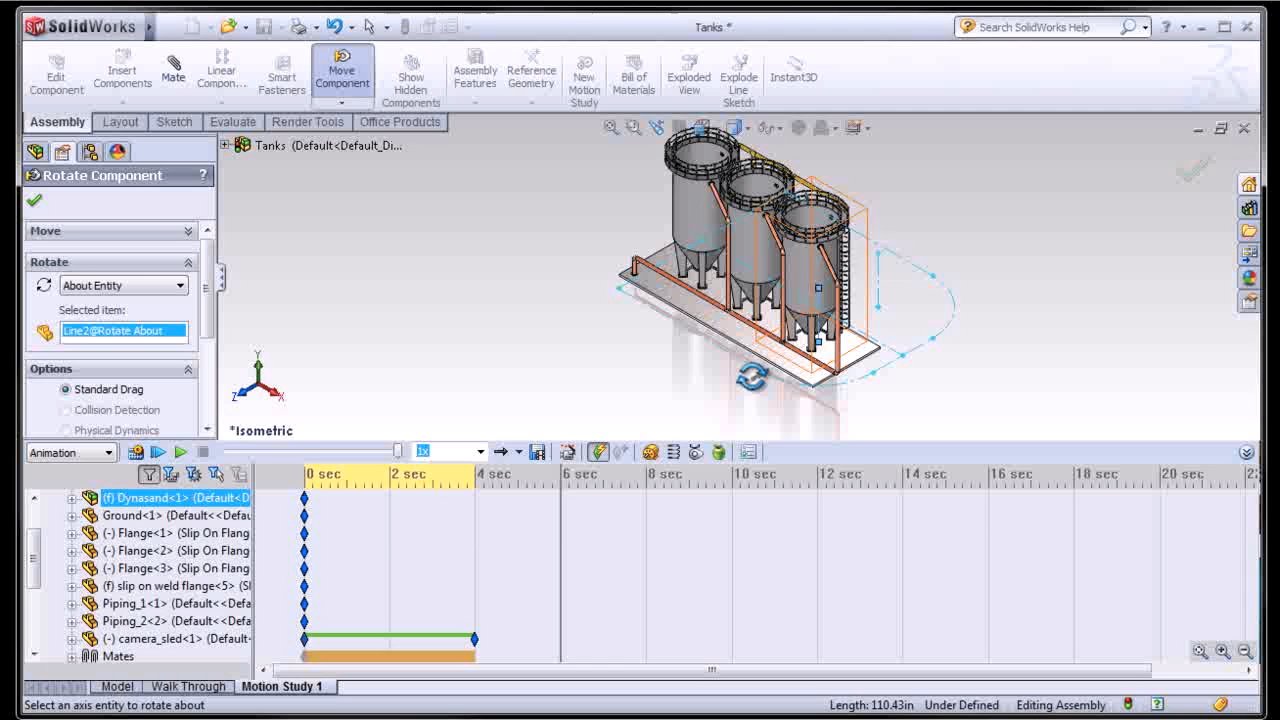 SolidWorks
Tanks *
Search SolidWorks Help
Edit Component
Insert Components
Mate
Linear Compon...
Smart Fasteners
Move Component
Show Hidden Components
Assembly Features
Reference Geometry
New Motion Study
Bill of Materials
Exploded View
Explode Line Sketch
Instant3D
Assembly
Layout
Sketch
Evaluate
Render Tools
Office Products
Tanks (Default<Default_Di...
Rotate Component
?
Move
Rotate
About Entity
Selected item:
Line2@Rotate About
Options
Standard Drag
Collision Detection
Physical Dynamics
Y
Z
X
*Isometric
Animation
1x
0 sec
2 sec
4 sec
6 sec
8 sec
10 sec
12 sec
14 sec
16 sec
18 sec
20 sec
(f) Dynasand<1> (Default<D
Ground<1> (Default<<Defau
(-) Flange<1> (Slip On Flang
(-) Flange<2> (Slip On Flang
(-) Flange<3> (Slip On Flang
(f) slip on weld flange<5> (Sl
Piping_1<1> (Default<<Defa
Piping_2<2> (Default<<Defa
(-) camera_sled<1> (Default<
Mates
Model
Walk Through
Motion Study 1
Select an axis entity to rotate about
Length: 110.43in
Under Defined
Editing Assembly